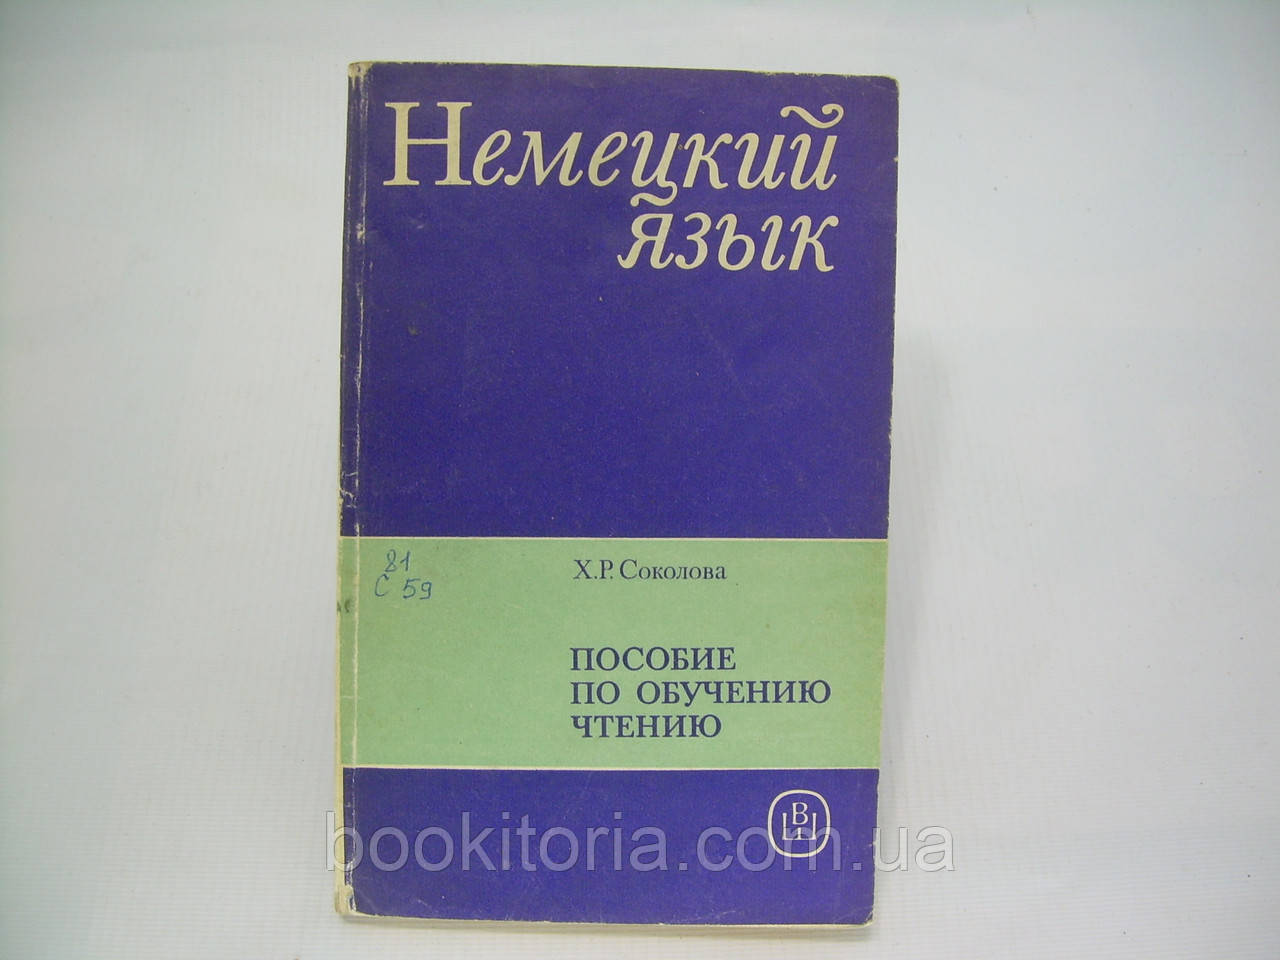 Немецкий
язык
81
С 59
Х.Р. Соколова
ПОСОБИЕ
ПО ОБУЧЕНИЮ
ЧТЕНИЮ
ВШ
bookitoria.com.ua